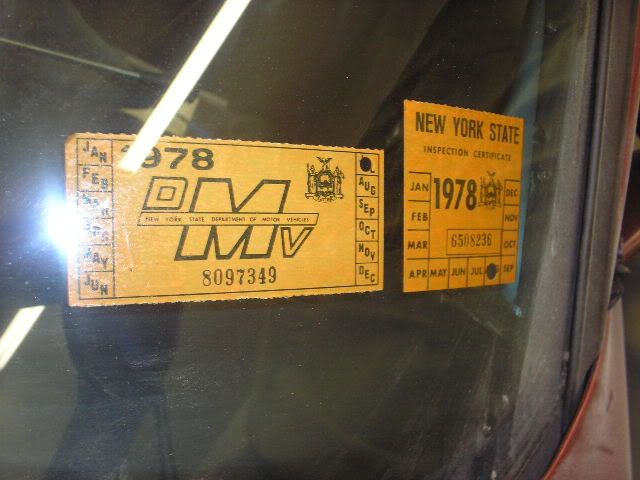 1978
DMV
NEW YORK STATE DEPARTMENT OF MOTOR VEHICLES
8097349
JAN
FEB
MAY
JUN
AUG
SEP
OCT
NOV
DEC
NEW YORK STATE
INSPECTION CERTIFICATE
JAN 1978 DEC
FEB NOV
MAR 6508236 OCT
APR MAY JUN JUL SEP